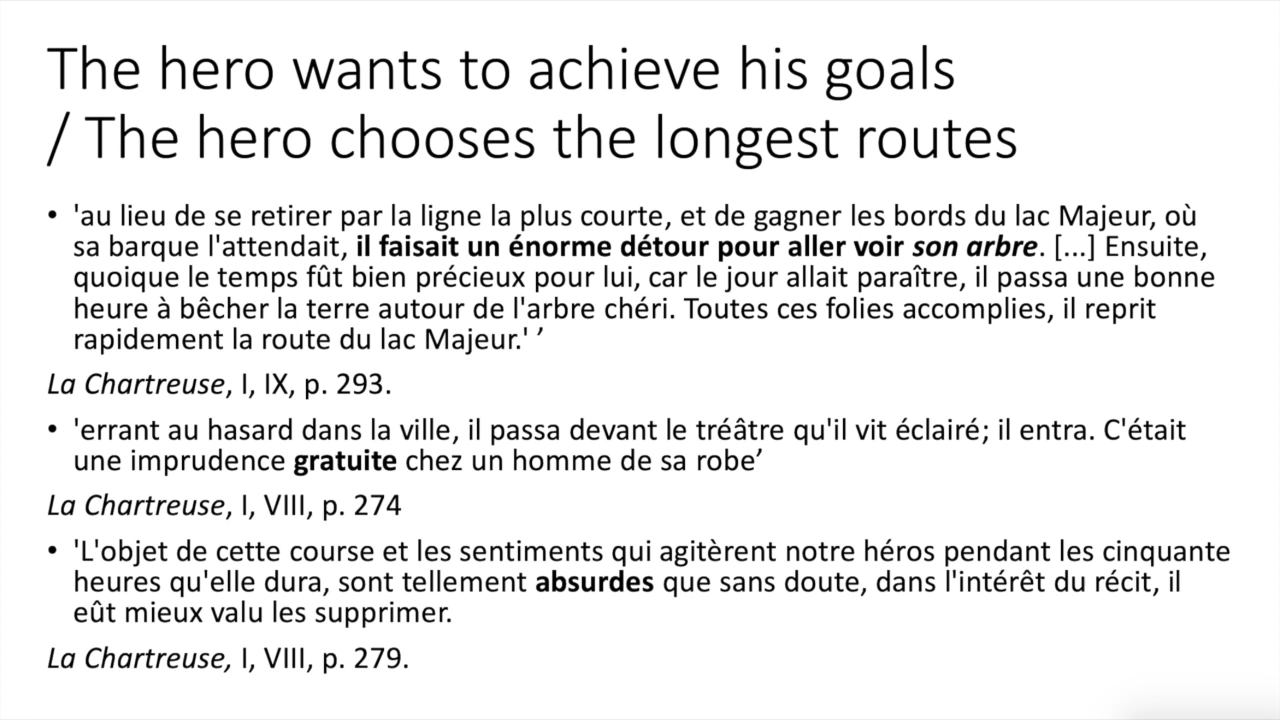 The hero wants to achieve his goals
/ The hero chooses the longest routes
• 'au lieu de se retirer par la ligne la plus courte, et de gagner les bords du lac Majeur, où
sa barque l'attendait, il faisait un énorme détour pour aller voir son arbre. [...] Ensuite,
quoique le temps fût bien précieux pour lui, car le jour allait paraître, il passa une bonne
heure à bêcher la terre autour de l'arbre chéri. Toutes ces folies accomplies, il reprit
rapidement la route du lac Majeur.' ’
La Chartreuse, I, IX, p. 293.
• 'errant au hasard dans la ville, il passa devant le tréâtre qu'il vit éclairé; il entra. C'était
une imprudence gratuite chez un homme de sa robe’
La Chartreuse, I, VIII, p. 274
• 'L'objet de cette course et les sentiments qui agitèrent notre héros pendant les cinquante
heures qu'elle dura, sont tellement absurdes que sans doute, dans l'intérêt du récit, il
eût mieux valu les supprimer.
La Chartreuse, I, VIII, p. 279.